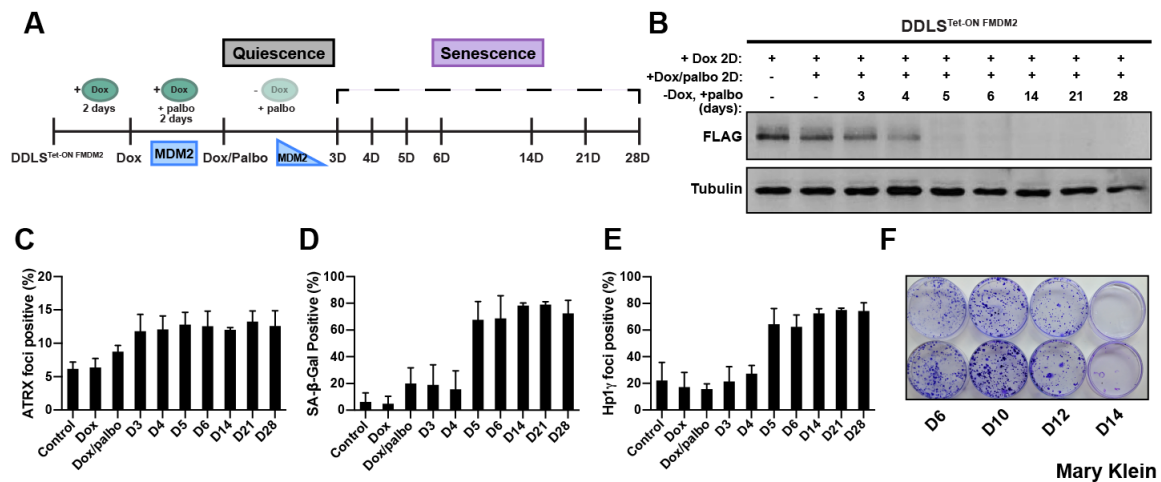 A
Quiescence
Senescence
+ Dox
2 days
+ Dox
+ palbo
2 days
- Dox
+ palbo
DDLS^Tet-ON FMDM2
Dox
MDM2
Dox/Palbo
MDM2
3D
4D
5D
6D
14D
21D
28D
B
DDLS^Tet-ON FMDM2
+ Dox 2D: + + + + + + + + +
+Dox/palbo 2D: - + + + + + + + +
-Dox, +palbo (days): - - 3 4 5 6 14 21 28
FLAG
Tubulin
C
ATRX foci positive (%)
20
15
10
5
0
Control
Dox
Dox/palbo
D3
D4
D5
D6
D14
D21
D28
D
SA-β-Gal Positive (%)
100
80
60
40
20
0
Control
Dox
Dox/palbo
D3
D4
D5
D6
D14
D21
D28
E
Hp1γ foci positive (%)
100
80
60
40
20
0
Control
Dox
Dox/palbo
D3
D4
D5
D6
D14
D21
D28
F
D6
D10
D12
D14
Mary Klein